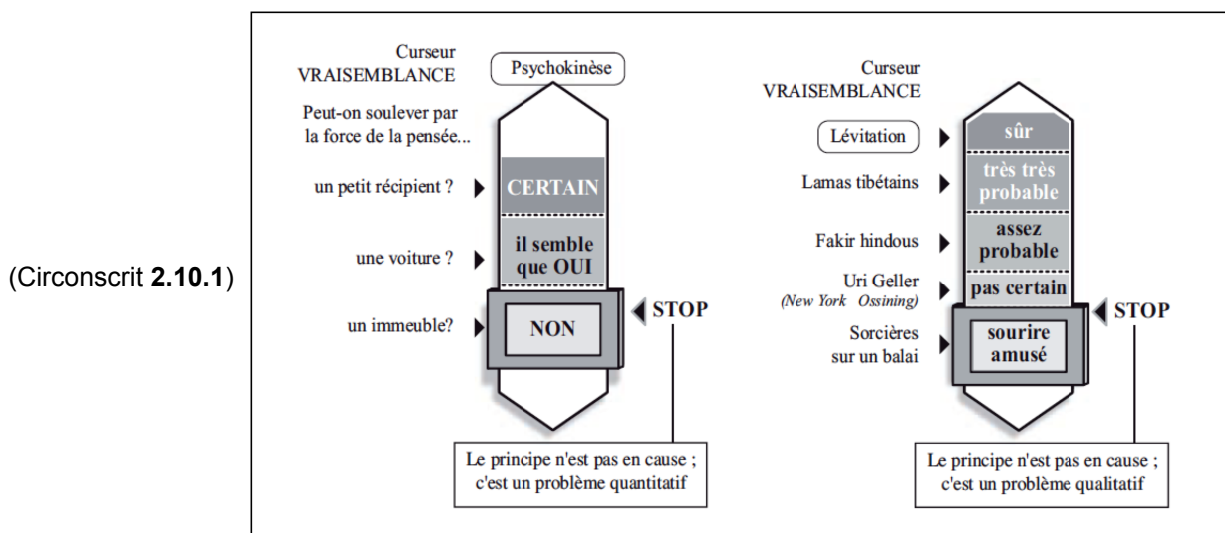 (Circonscrit 2.10.1)
Curseur
VRAISEMBLANCE
Psychokinèse
Peut-on soulever par
la force de la pensée...
un petit récipient ?
CERTAIN
une voiture ?
il semble
que OUI
un immeuble?
NON
STOP
Le principe n'est pas en cause ;
c'est un problème quantitatif
Curseur
VRAISEMBLANCE
Lévitation
sûr
Lamas tibétains
très très
probable
Fakir hindous
assez
probable
Uri Geller
(New York Ossining)
pas certain
Sorcières
sur un balai
sourire
amusé
STOP
Le principe n'est pas en cause ;
c'est un problème qualitatif